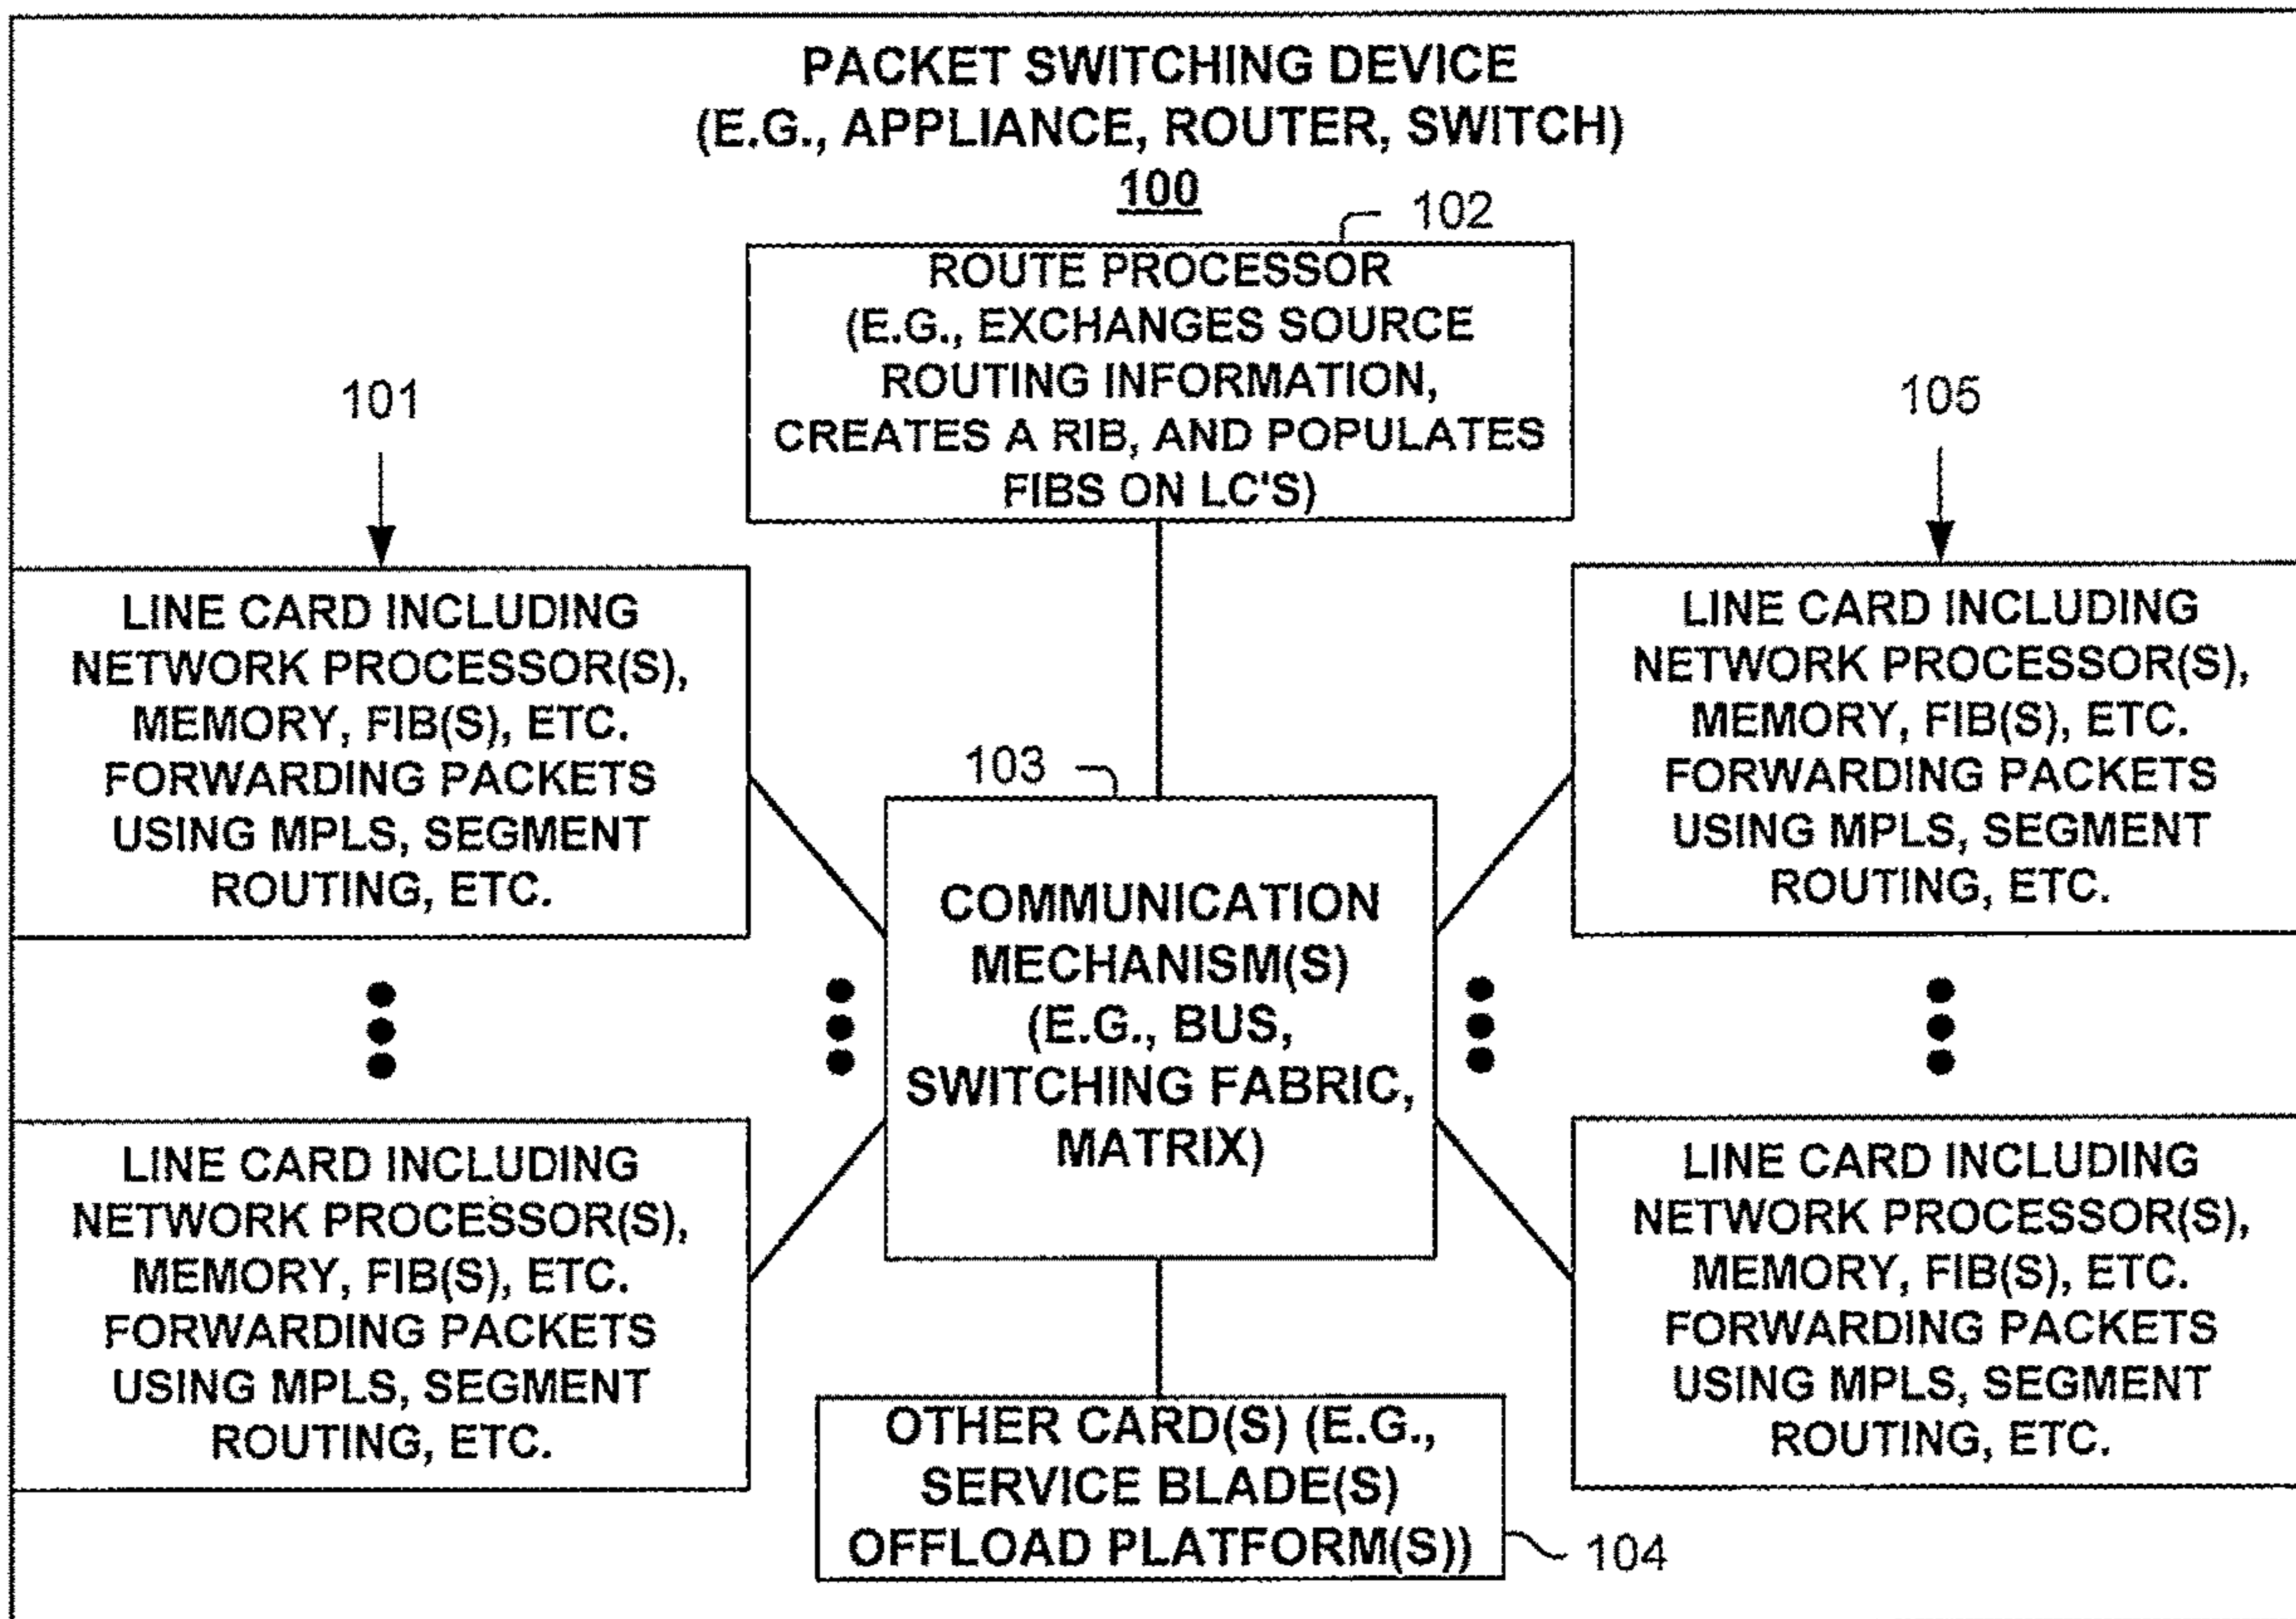 PACKET SWITCHING DEVICE
(E.G., APPLIANCE, ROUTER, SWITCH)
100
102
ROUTE PROCESSOR
(E.G., EXCHANGES SOURCE
ROUTING INFORMATION,
CREATES A RIB, AND POPULATES
FIBS ON LC'S)
101
LINE CARD INCLUDING
NETWORK PROCESSOR(S),
MEMORY, FIB(S), ETC.
FORWARDING PACKETS
USING MPLS, SEGMENT
ROUTING, ETC.
105
LINE CARD INCLUDING
NETWORK PROCESSOR(S),
MEMORY, FIB(S), ETC.
FORWARDING PACKETS
USING MPLS, SEGMENT
ROUTING, ETC.
103
COMMUNICATION
MECHANISM(S)
(E.G., BUS,
SWITCHING FABRIC,
MATRIX)
LINE CARD INCLUDING
NETWORK PROCESSOR(S),
MEMORY, FIB(S), ETC.
FORWARDING PACKETS
USING MPLS, SEGMENT
ROUTING, ETC.
LINE CARD INCLUDING
NETWORK PROCESSOR(S),
MEMORY, FIB(S), ETC.
FORWARDING PACKETS
USING MPLS, SEGMENT
ROUTING, ETC.
OTHER CARD(S) (E.G.,
SERVICE BLADE(S)
OFFLOAD PLATFORM(S))
104